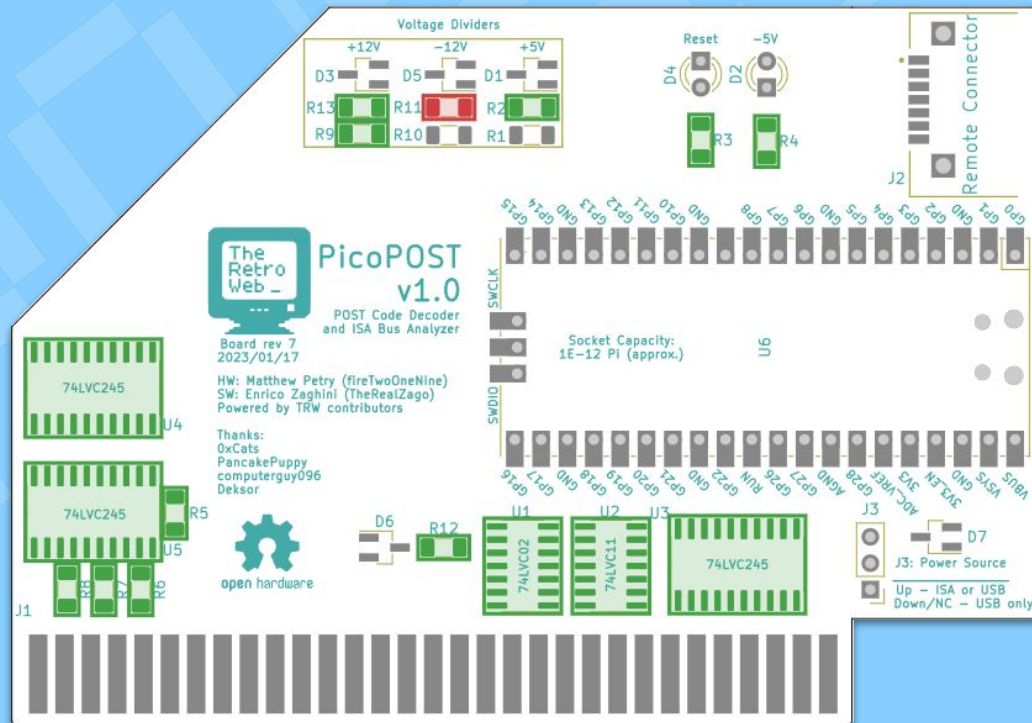 Voltage Dividers
+12V -12V +5V
D3 D5 D1
R13 R11 R2
R9 R10 R1
Reset -5V
D4 D2
R3 R4
Remote Connector
J2
GP15 GP14 GND GP13 GP12 GP11 GP10 GND GP8 GP7 GP6 GND GP5 GP4 GP3 GP2 GND GP1 GP0
The
Retro
Web_
PicoPOST
v1.0
POST Code Decoder
and ISA Bus Analyzer
Board rev 7
2023/01/17
HW: Matthew Petry (fireTwoOneNine)
SW: Enrico Zaghini (TheRealZago)
Powered by TRW contributors
Thanks:
0xCats
PancakePuppy
computerguy096
Deksor
SWCLK
SWDIO
Socket Capacity:
1E-12 Pi (approx.)
U6
GP16 GP17 GND GP18 GP19 GP20 GP21 GND GP22 RUN GP26 GP27 AGND GP28 ADC_VREF 3V3 3V3_EN GND VSYS VBUS
74LVC245
U4
74LVC245
U5
R5
R8 R7 R6
J1
open hardware
D6
R12
U1
74LVC02
U2
74LVC11
U3
74LVC245
J3
D7
J3: Power Source
Up - ISA or USB
Down/NC - USB only